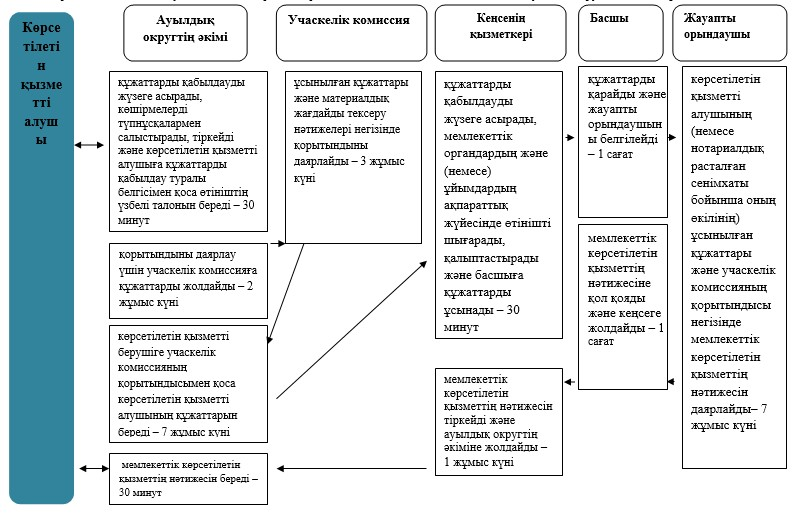 Көрсе
тілеті
н
қызме
тті
алуш
ы
Ауылдық
округтің әкімі
құжаттарды қабылдауды
жүзеге асырады,
көшірмелерді
түпнұсқалармен
салыстырады, тіркейді
және көрсетілетін қызметті
алушыға құжаттарды
қабылдау туралы
белгісімен қоса өтініштің
үзбелі талонын береді – 30
минут
қорытындыны даярлау
үшін учаскелік комиссияға
құжаттарды жолдайды – 2
жұмыс күні
көрсетілетін қызметті
берушіге учаскелік
комиссияның
қорытындысымен қоса
көрсетілетін қызметті
алушының құжаттарын
береді – 7 жұмыс күні
мемлекеттік көрсетілетін
қызметтің нәтижесін береді –
30 минут
Учаскелік комиссия
ұсынылған құжаттары
және материалдық
жағдайды тексеру
нәтижелері негізінде
қорытындыны
даярлайды – 3 жұмыс
күні
Кенсенің
қызметкері
құжаттарды
қабылдауды
жүзеге асырады,
мемлекеттік
органдардың және
(немесе)
ұйымдардың
ақпараттық
жүйесінде өтінішті
шығарады,
қалыптастырады
және басшыға
құжаттарды
ұсынады – 30
минут
мемлекеттік
көрсетілетін
қызметтің нәтижесін
тіркейді және
ауылдық округтің
әкіміне жолдайды –
1 жұмыс күні
Басшы
құжаттарды
қарайды және
жауапты
орындаушын
ы белгілейді
– 1 сағат
мемлекеттік
көрсетілетін
қызметтің
нәтижесіне
қол қояды
және кеңсеге
жолдайды – 1
сағат
Жауапты
орындаушы
көрсетілетін
қызметті
алушының
(немесе
нотариалдық
расталған
сенімхаты
бойынша оның
өкілінің)
ұсынылған
құжаттары
және учаскелік
комиссияның
қорытындысы
негізінде
мемлекеттік
көрсетілетін
қызметтің
нәтижесін
даярлайды– 7
жұмыс күні